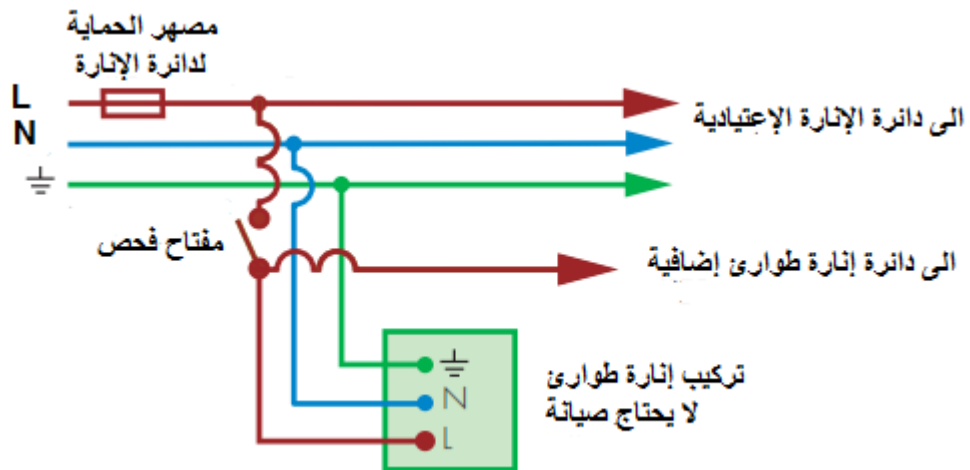 مصهر الحماية
لدائرة الإنارة
L
الى دائرة الإنارة الإعتيادية
N
مفتاح فحص
الى دائرة إنارة طوارئ إضافية
تركيب إنارة طوارئ
لا يحتاج صيانة
N
L